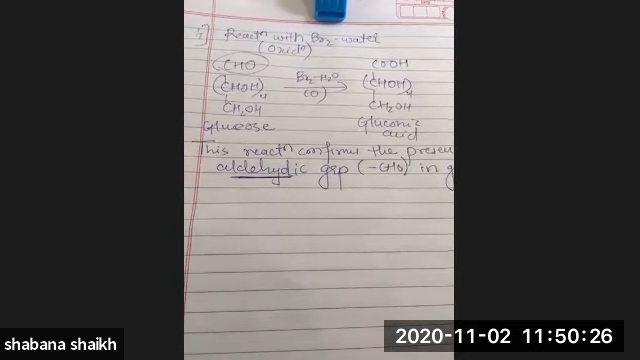 Reactn with Br2-water
(Oxidn)
CHO COOH
(CHOH)4 Br2-H2O (CHOH)4
(O)
CH2OH CH2OH
Glucose Gluconic
acid
This reactn confirms the presen
aldehydic grp (-CHO) in g
shabana shaikh
2020-11-02 11:50:26